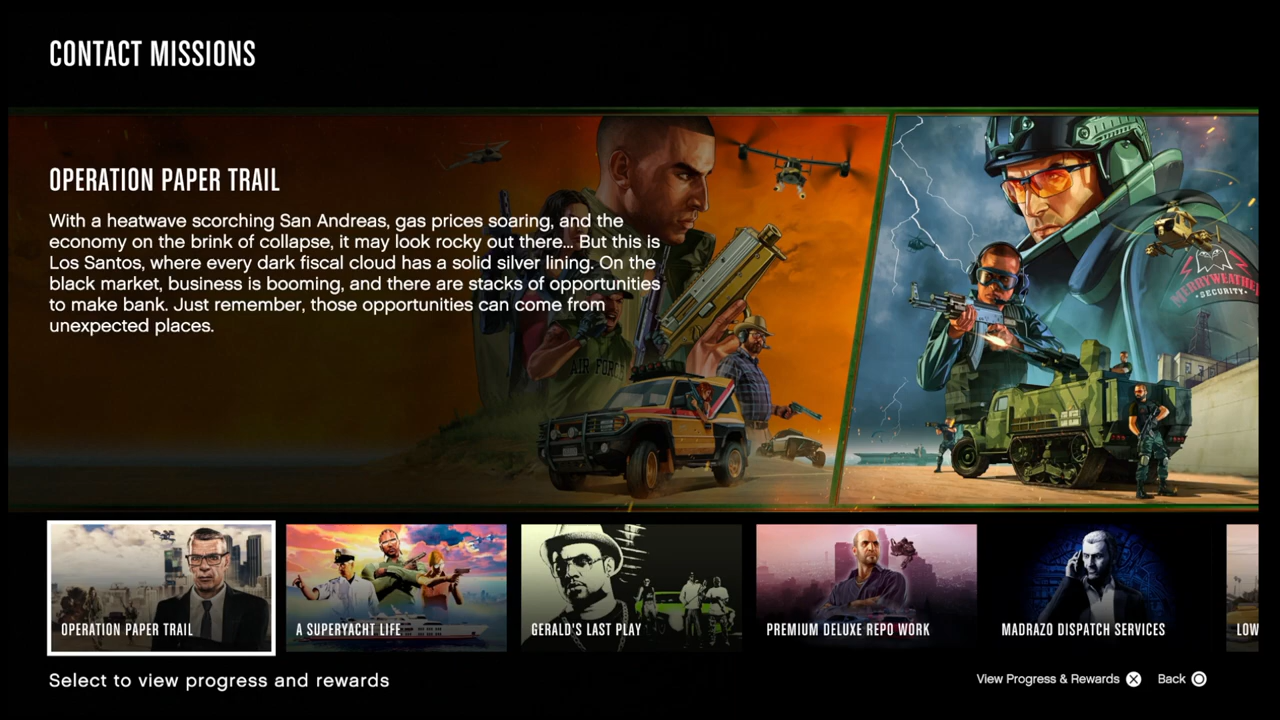 CONTACT MISSIONS
OPERATION PAPER TRAIL
With a heatwave scorching San Andreas, gas prices soaring, and the
economy on the brink of collapse, it may look rocky out there... But this is
Los Santos, where every dark fiscal cloud has a solid silver lining. On the
black market, business is booming, and there are stacks of opportunities
to make bank. Just remember, those opportunities can come from
unexpected places.
AIR FORCE
MERRYWEATHER
·SECURITY·
OPERATION PAPER TRAIL
A SUPERYACHT LIFE
GERALD'S LAST PLAY
PREMIUM DELUXE REPO WORK
MADRAZO DISPATCH SERVICES
LOW
Select to view progress and rewards
View Progress & Rewards
Back